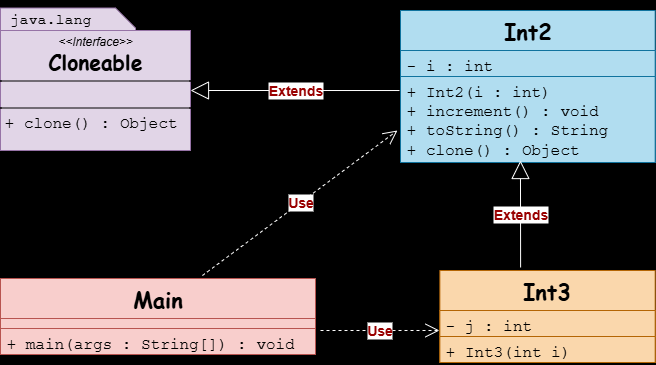 java.lang
<<Interface>>
Cloneable
+ clone() : Object
Extends
Int2
- i : int
+ Int2(i : int)
+ increment() : void
+ toString() : String
+ clone() : Object
Use
Extends
Main
+ main(args : String[]) : void
Use
Int3
- j : int
+ Int3(int i)